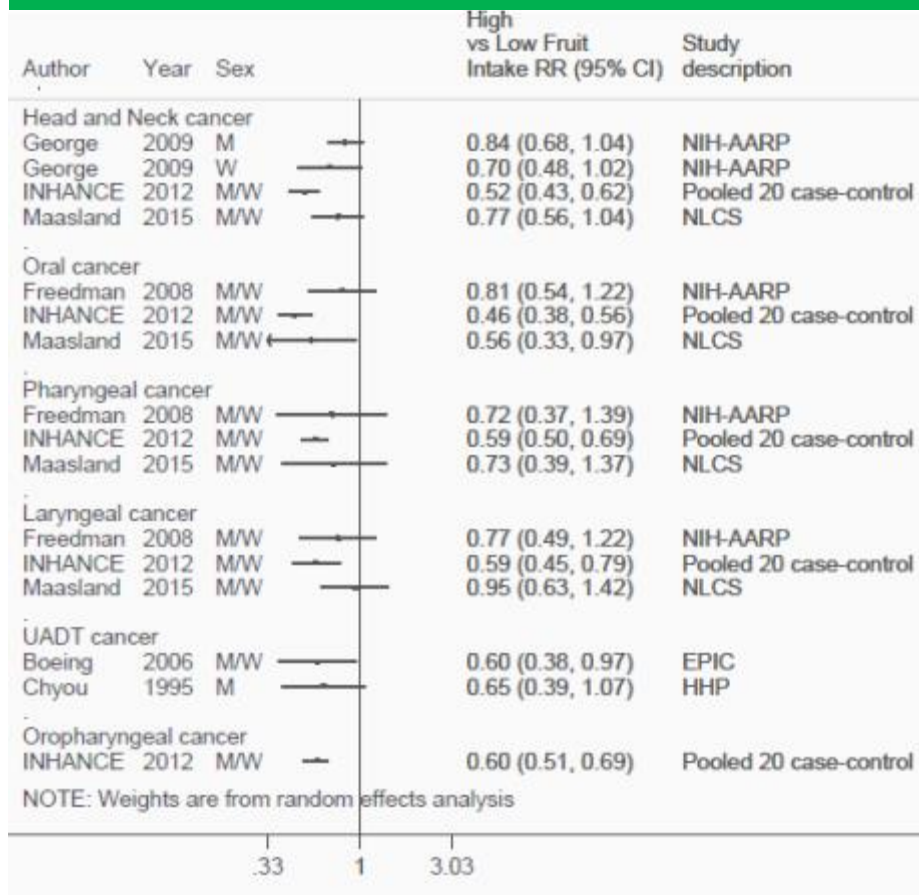 High
vs Low Fruit Study
Author Year Sex Intake RR (95% CI) description
Head and Neck cancer
George 2009 M 0.84 (0.68, 1.04) NIH-AARP
George 2009 W 0.70 (0.48, 1.02) NIH-AARP
INHANCE 2012 M/W 0.52 (0.43, 0.62) Pooled 20 case-control
Maasland 2015 M/W 0.77 (0.56, 1.04) NLCS
.
Oral cancer
Freedman 2008 M/W 0.81 (0.54, 1.22) NIH-AARP
INHANCE 2012 M/W 0.46 (0.38, 0.56) Pooled 20 case-control
Maasland 2015 M/W 0.56 (0.33, 0.97) NLCS
.
Pharyngeal cancer
Freedman 2008 M/W 0.72 (0.37, 1.39) NIH-AARP
INHANCE 2012 M/W 0.59 (0.50, 0.69) Pooled 20 case-control
Maasland 2015 M/W 0.73 (0.39, 1.37) NLCS
.
Laryngeal cancer
Freedman 2008 M/W 0.77 (0.49, 1.22) NIH-AARP
INHANCE 2012 M/W 0.59 (0.45, 0.79) Pooled 20 case-control
Maasland 2015 M/W 0.95 (0.63, 1.42) NLCS
.
UADT cancer
Boeing 2006 M/W 0.60 (0.38, 0.97) EPIC
Chyou 1995 M 0.65 (0.39, 1.07) HHP
.
Oropharyngeal cancer
INHANCE 2012 M/W 0.60 (0.51, 0.69) Pooled 20 case-control
NOTE: Weights are from random effects analysis
.33 1 3.03